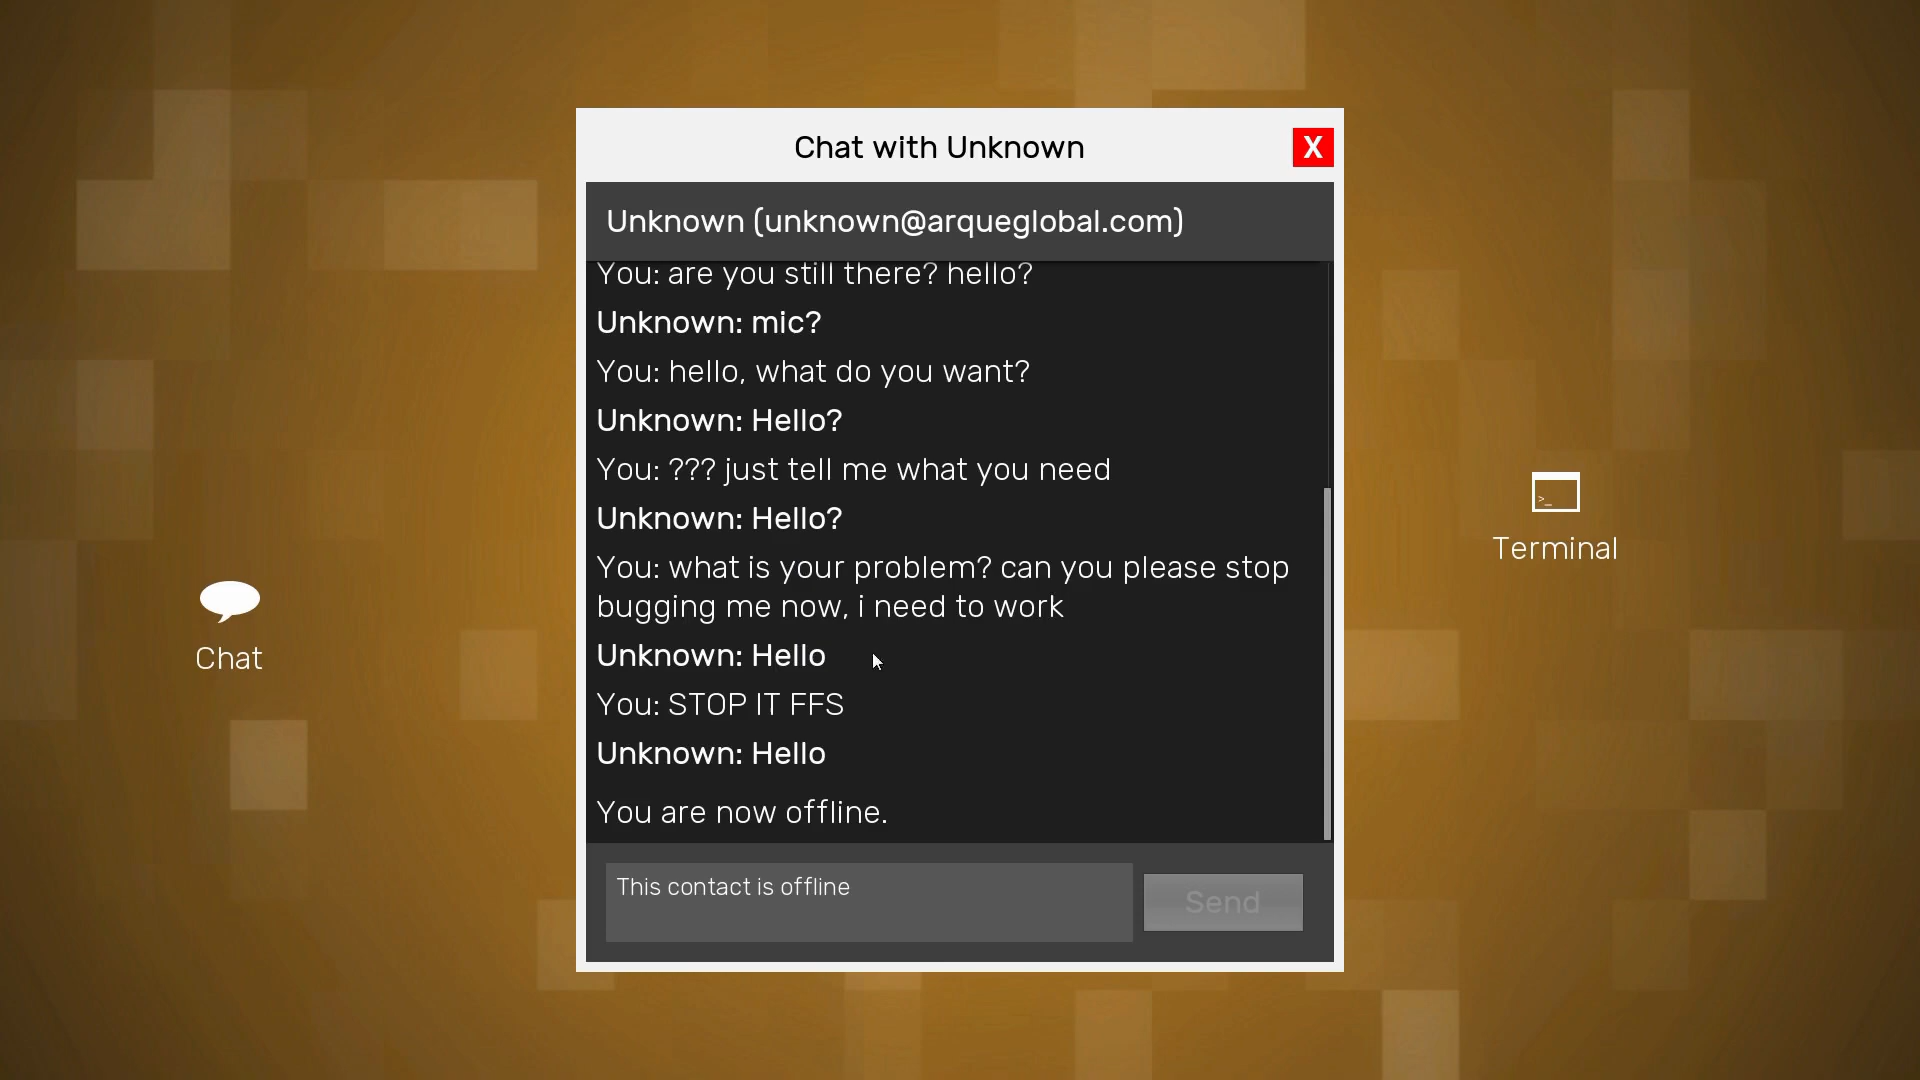 Chat with Unknown
X
Unknown (unknown@arqueglobal.com)
You: are you still there? hello?
Unknown: mic?
You: hello, what do you want?
Unknown: Hello?
You: ??? just tell me what you need
Unknown: Hello?
You: what is your problem? can you please stop
bugging me now, i need to work
Unknown: Hello
You: STOP IT FFS
Unknown: Hello
You are now offline.
This contact is offline
Send
Chat
>_
Terminal